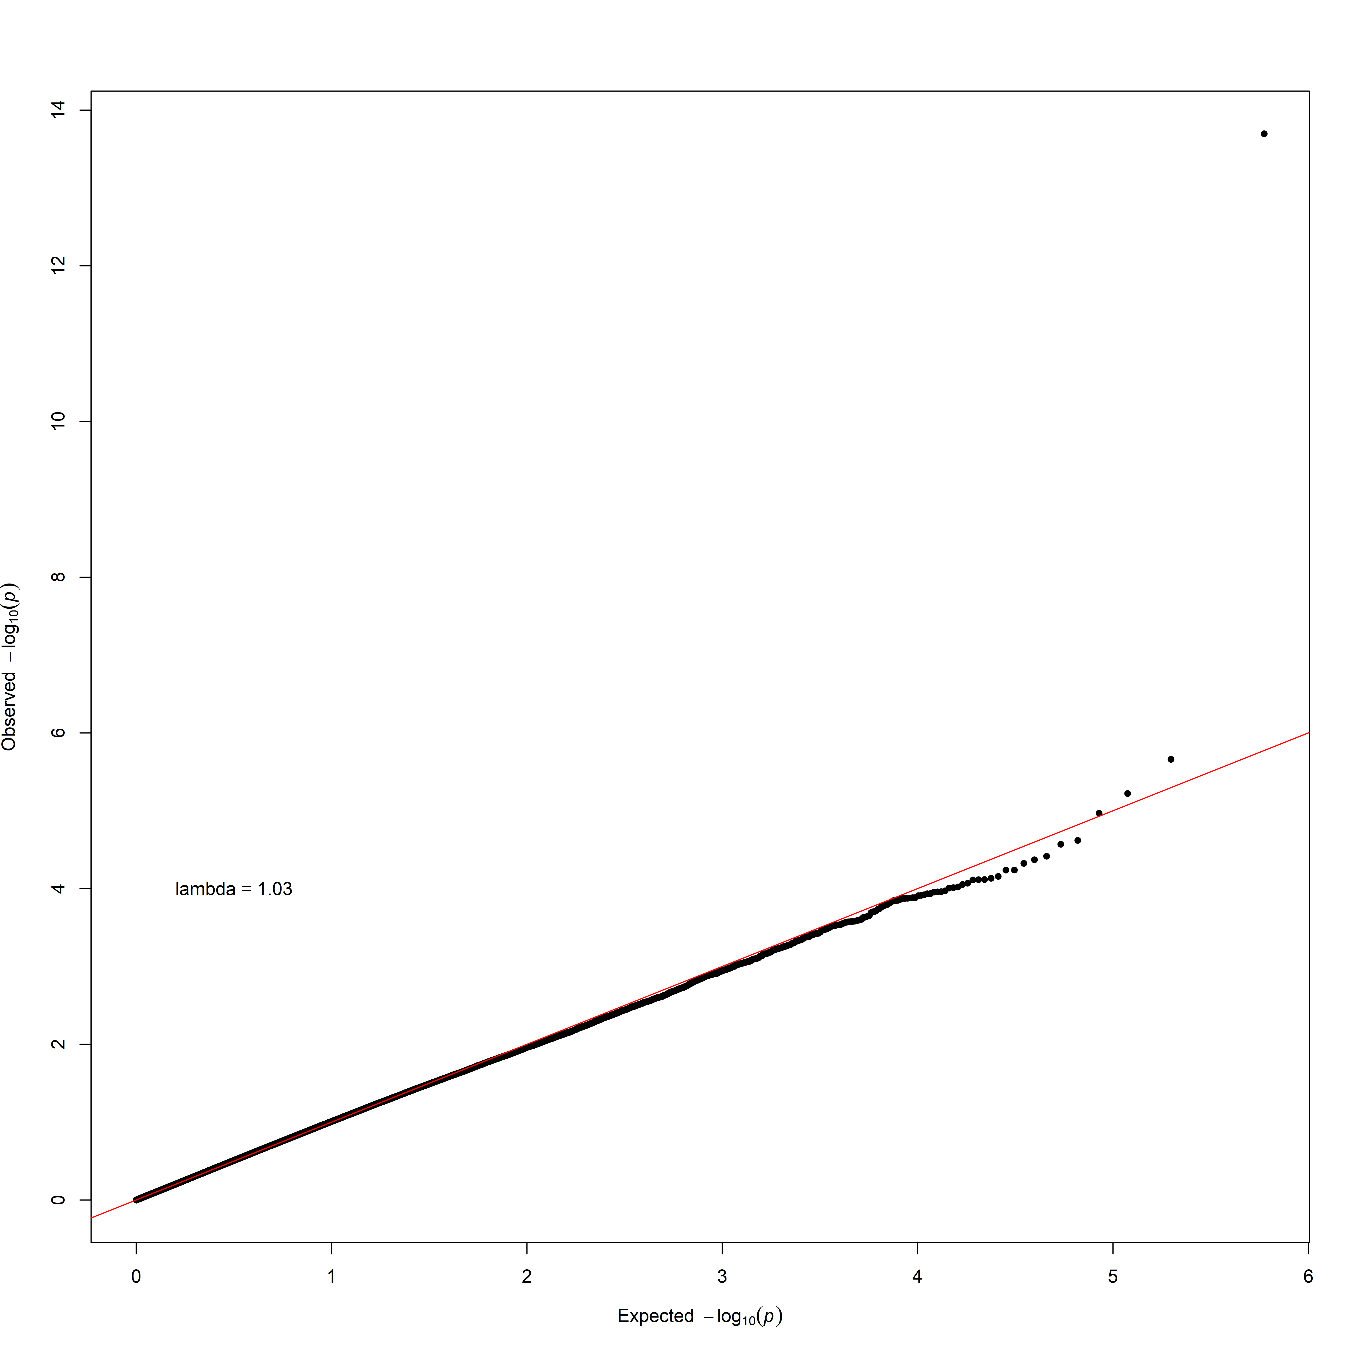 14
12
10
8
6
4
2
0
Observed −log10(p)
lambda = 1.03
0 1 2 3 4 5 6
Expected −log10(p)